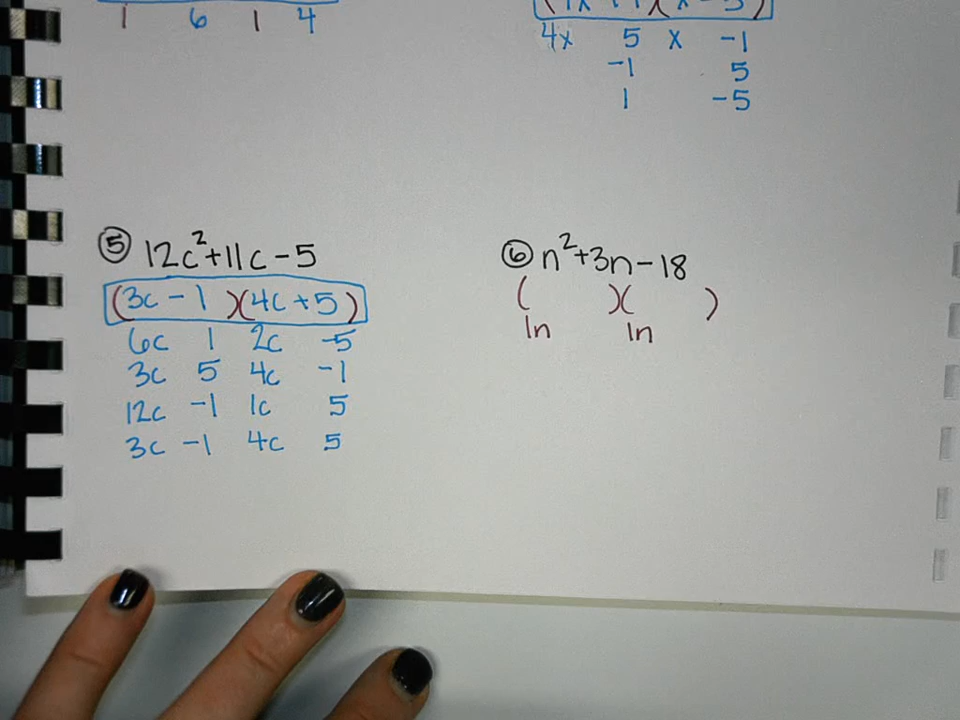 1 6 1 4
4x 5 x -1
-1 5
1 -5
⑤ 12c²+11c-5
(3c-1)(4c+5)
6c 1 2c -5
3c 5 4c -1
12c -1 1c 5
3c -1 4c 5
⑥ n²+3n-18
( )( )
1n 1n